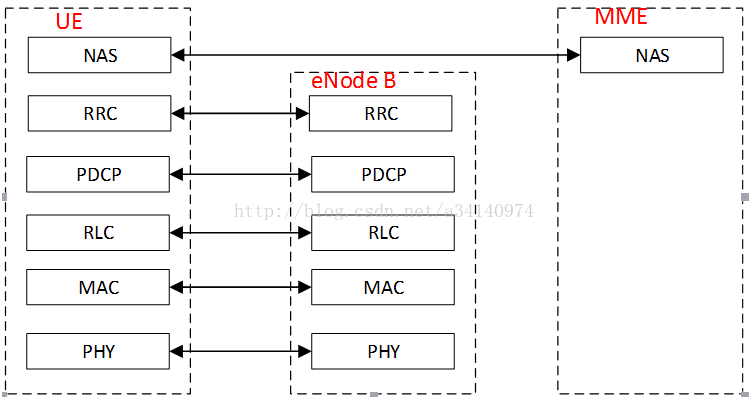 UE
MME
NAS
NAS
eNode B
RRC
RRC
PDCP
PDCP
http://blog.csdn.net/a34140974
RLC
RLC
MAC
MAC
PHY
PHY